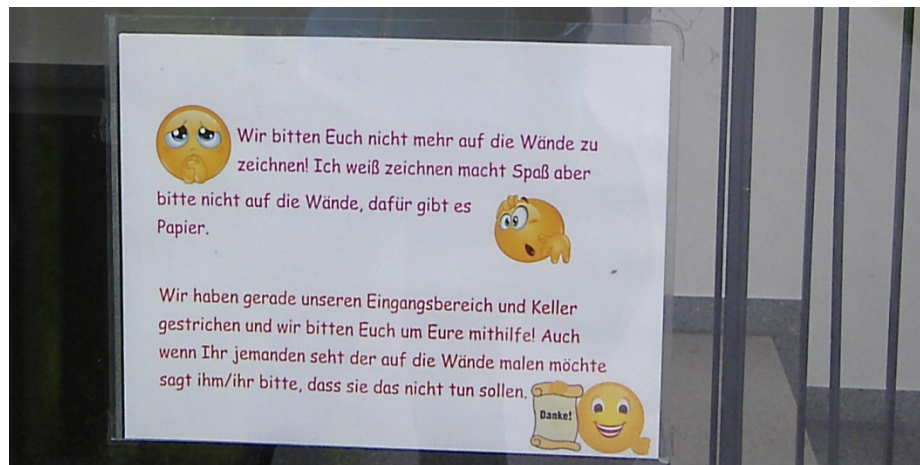 Wir bitten Euch nicht mehr auf die Wände zu
zeichnen! Ich weiß zeichnen macht Spaß aber
bitte nicht auf die Wände, dafür gibt es
Papier.
Wir haben gerade unseren Eingangsbereich und Keller
gestrichen und wir bitten Euch um Eure mithilfe! Auch
wenn Ihr jemanden seht der auf die Wände malen möchte
sagt ihm/ihr bitte, dass sie das nicht tun sollen.
Danke!